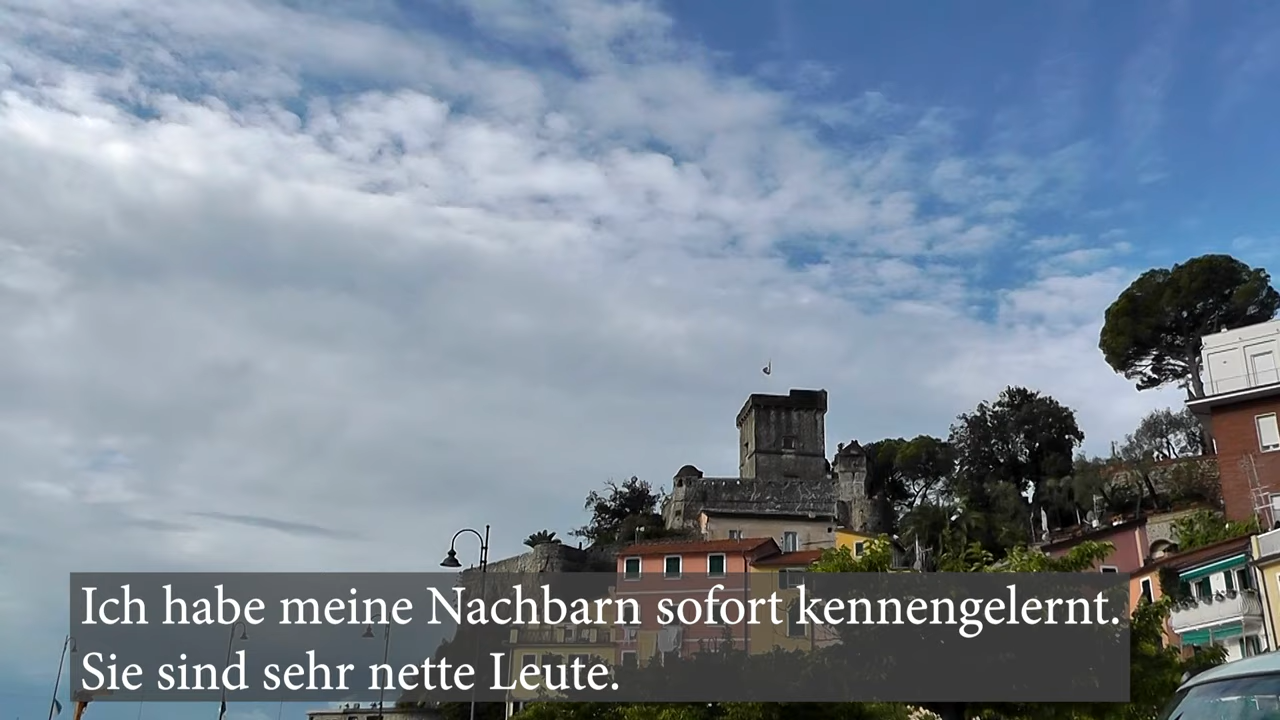 Ich habe meine Nachbarn sofort kennengelernt.
Sie sind sehr nette Leute.